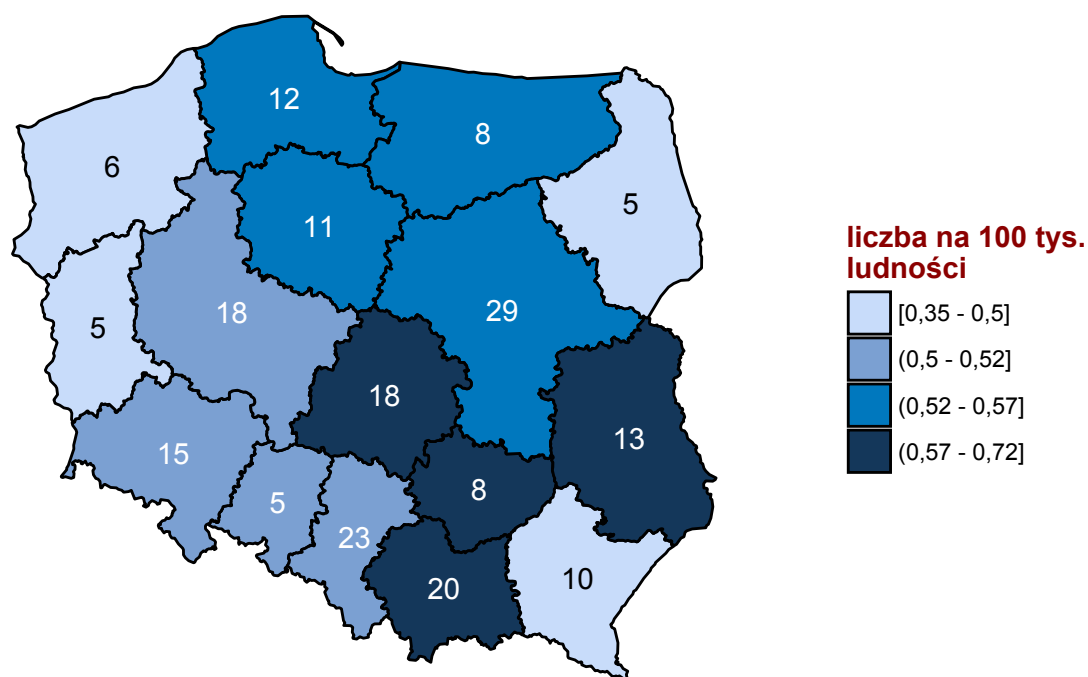 12
8
6
5
11
5
18
29
18
13
15
8
5
23
20
10
liczba na 100 tys.
ludności
[0,35 - 0,5]
(0,5 - 0,52]
(0,52 - 0,57]
(0,57 - 0,72]